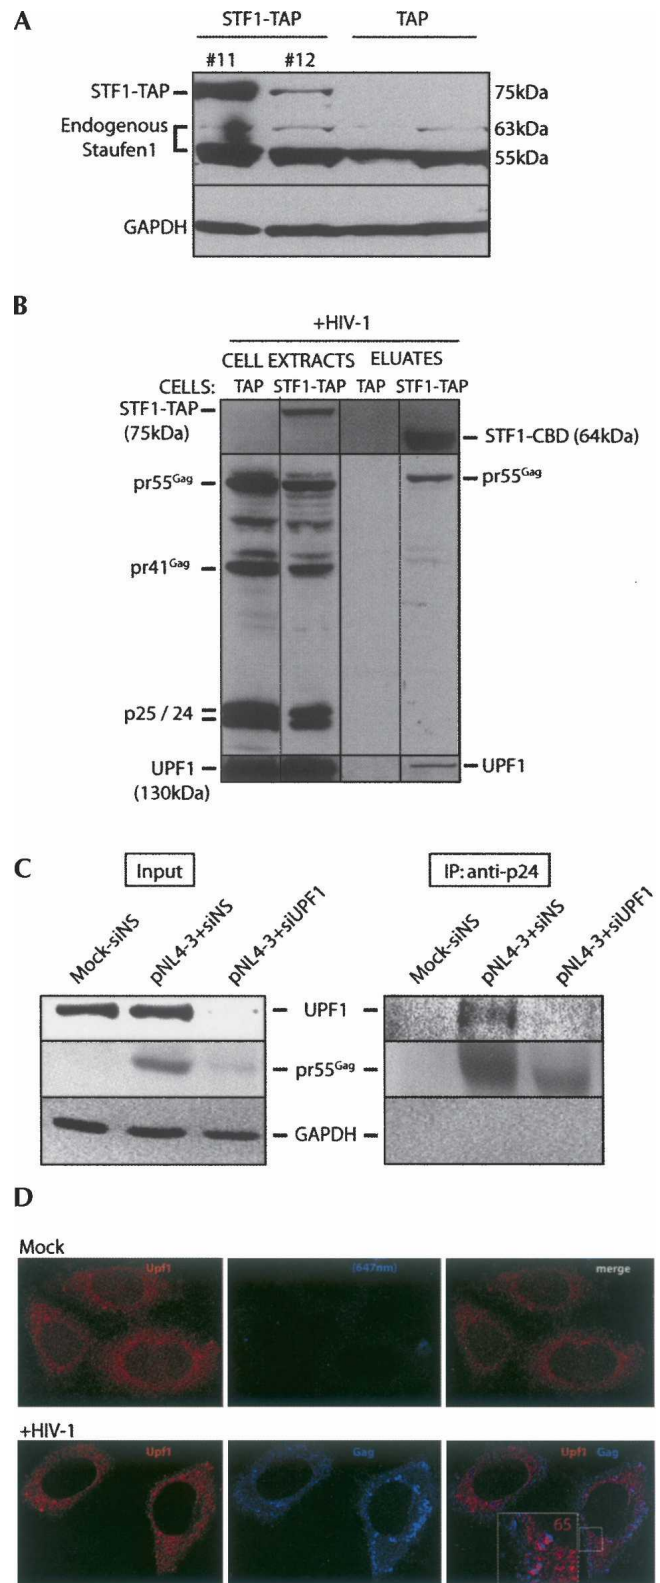 A
STF1-TAP TAP
#11 #12
STF1-TAP 75kDa
Endogenous 63kDa
Staufen1 55kDa
GAPDH
B
+HIV-1
CELL EXTRACTS ELUATES
CELLS: TAP STF1-TAP TAP STF1-TAP
STF1-TAP
(75kDa) STF1-CBD (64kDa)
pr55Gag pr55Gag
pr41Gag
p25 / 24
UPF1 UPF1
(130kDa)
C
Input IP: anti-p24
Mock-siNS pNL4-3+siNS pNL4-3+siUPF1 Mock-siNS pNL4-3+siNS pNL4-3+siUPF1
UPF1
pr55Gag
GAPDH
D
Mock
Upf1 (647nm) merge
+HIV-1
Upf1 Gag Upf1 Gag
65